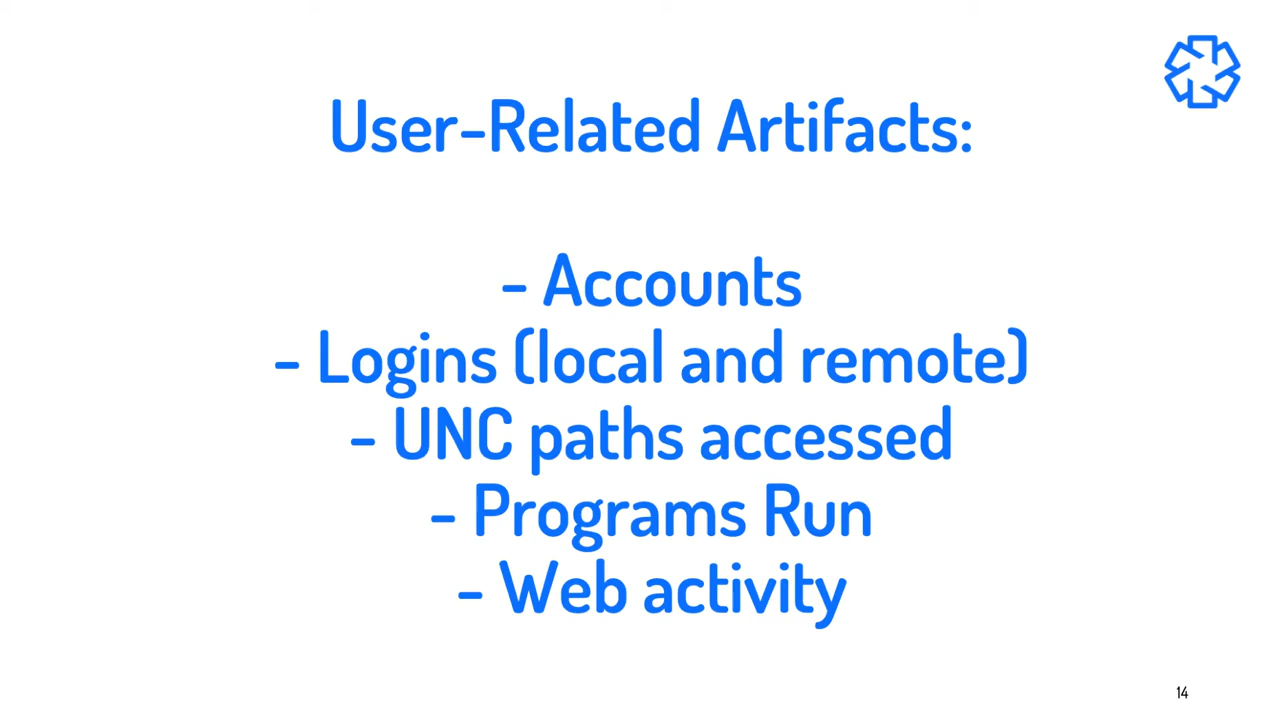 User-Related Artifacts:
- Accounts
- Logins (local and remote)
- UNC paths accessed
- Programs Run
- Web activity
14